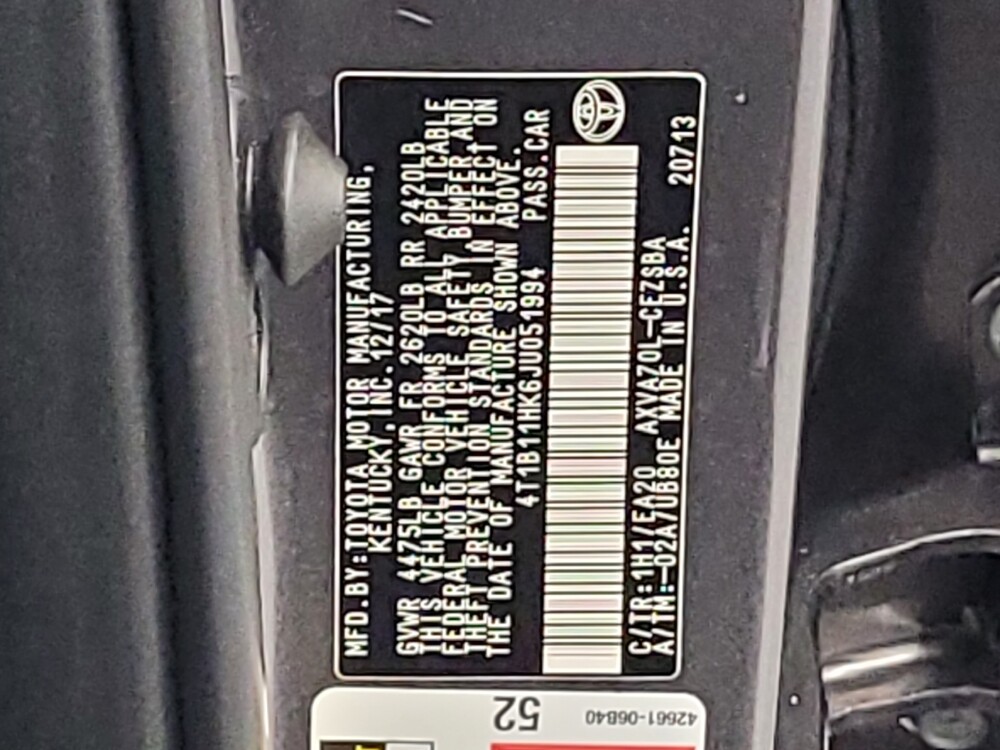 MFD.BY:TOYOTA MOTOR MANUFACTURING,
KENTUCKY,INC.12/17
GVWR 4475LB GAWR FR 2620LB RR 2420LB
THIS VEHICLE CONFORMS TO ALL APPLICABLE
FEDERAL MOTOR VEHICLE SAFETY,BUMPER,AND
THEFT PREVENTION STANDARDS IN EFFECT ON
THE DATE OF MANUFACTURE SHOWN ABOVE.
4T1B11HK6JU051994 PASS.CAR
C/TR:1H1/EA20 AXVA70L-CEZSBA
A/TM:-02A/UB80E MADE IN U.S.A. 20713
52 42661-06B40